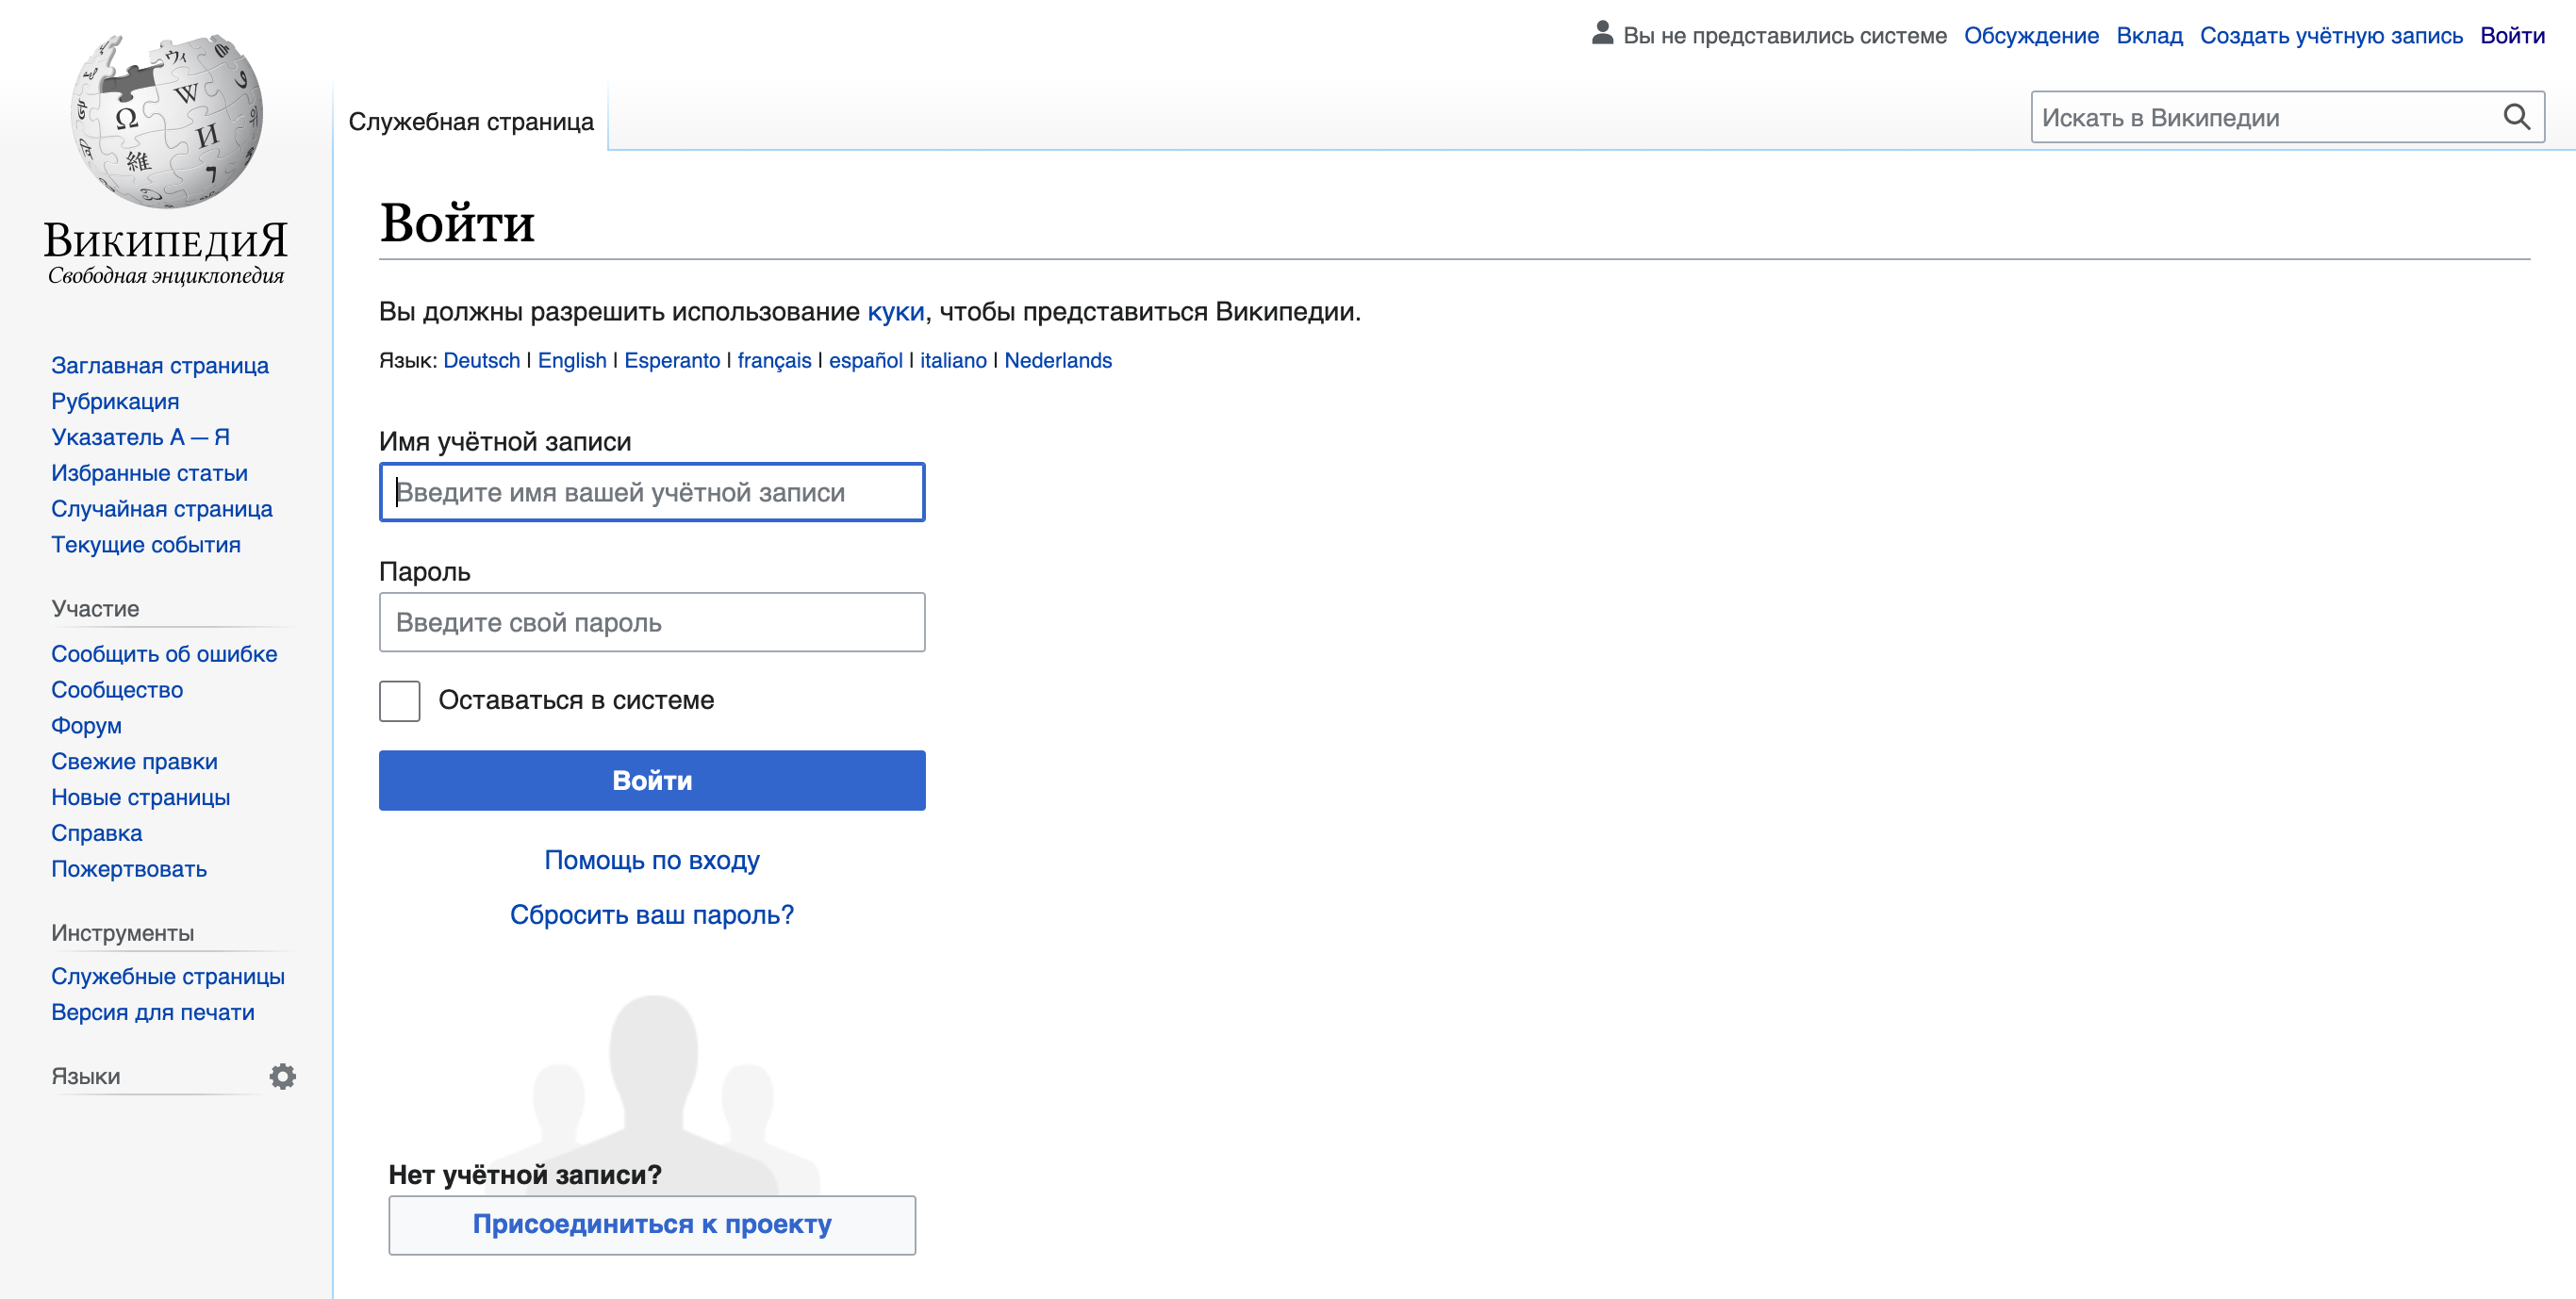 Вы не представились системе Обсуждение Вклад Создать учётную запись Войти
Служебная страница
Искать в Википедии
ВИКИПЕДИЯ
Свободная энциклопедия
Заглавная страница
Рубрикация
Указатель А — Я
Избранные статьи
Случайная страница
Текущие события
Участие
Сообщить об ошибке
Сообщество
Форум
Свежие правки
Новые страницы
Справка
Пожертвовать
Инструменты
Служебные страницы
Версия для печати
Языки
Войти
Вы должны разрешить использование куки, чтобы представиться Википедии.
Язык: Deutsch | English | Esperanto | français | español | italiano | Nederlands
Имя учётной записи
Введите имя вашей учётной записи
Пароль
Введите свой пароль
Оставаться в системе
Войти
Помощь по входу
Сбросить ваш пароль?
Нет учётной записи?
Присоединиться к проекту